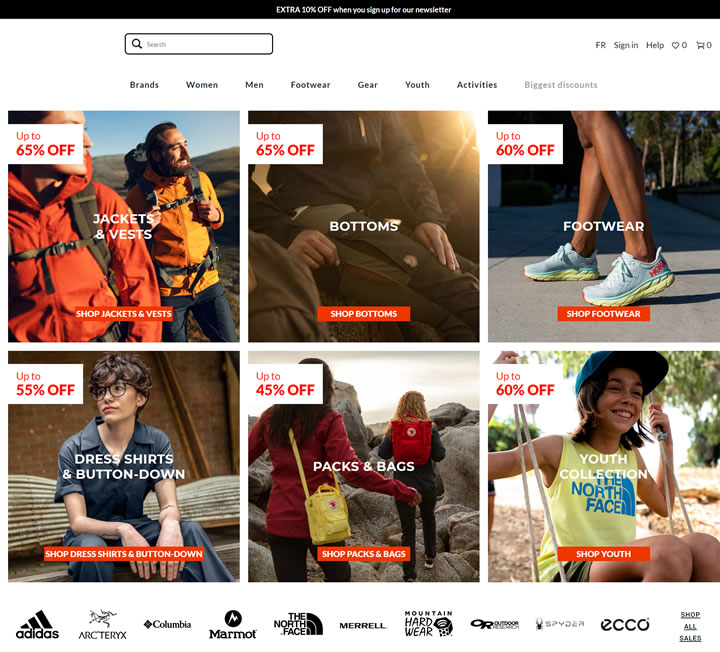 EXTRA 10% OFF when you sign up for our newsletter
Search
FR Sign in Help 0 0
Brands Women Men Footwear Gear Youth Activities Biggest discounts
Up to
65% OFF
JACKETS
& VESTS
SHOP JACKETS & VESTS
Up to
65% OFF
BOTTOMS
SHOP BOTTOMS
Up to
60% OFF
FOOTWEAR
HOKA
SHOP FOOTWEAR
Up to
55% OFF
DRESS SHIRTS
& BUTTON-DOWN
SHOP DRESS SHIRTS & BUTTON-DOWN
Up to
45% OFF
PACKS & BAGS
SHOP PACKS & BAGS
Up to
60% OFF
YOUTH
COLLECTION
THE
NORTH
FACE
SHOP YOUTH
adidas
ARC'TERYX
Columbia
Marmot
THE
NORTH
FACE
MERRELL
MOUNTAIN
HARD
WEAR
OR OUTDOOR
RESEARCH
SPYDER
ecco
SHOP
ALL
SALES